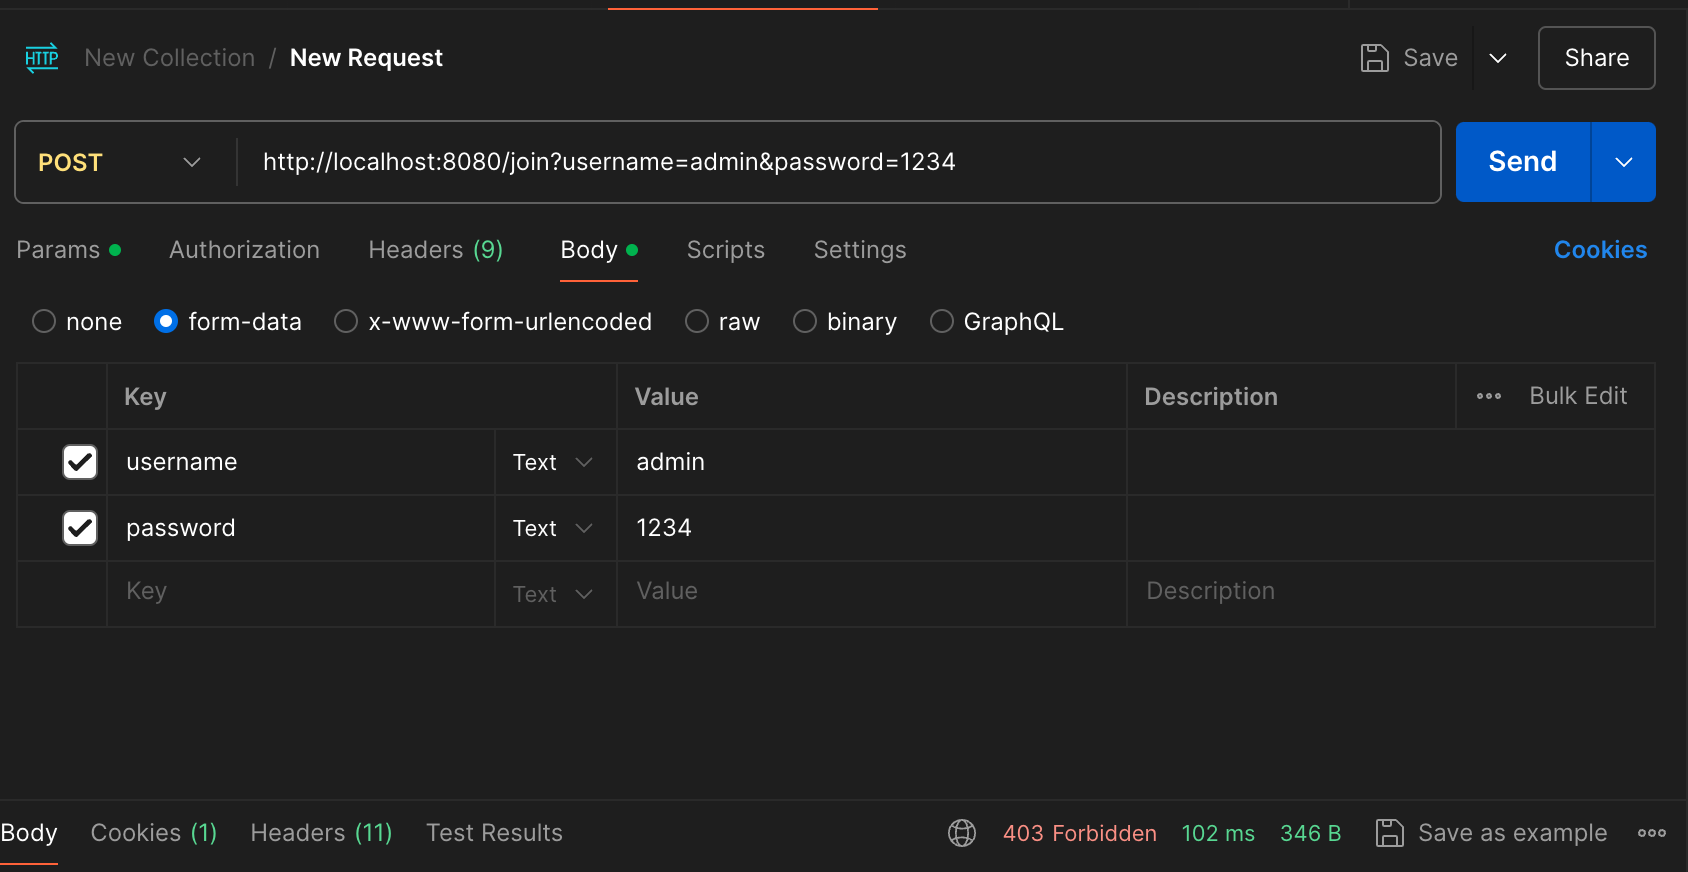 HTTP New Collection / New Request Save Share
POST http://localhost:8080/join?username=admin&password=1234 Send
Params Authorization Headers (9) Body Scripts Settings Cookies
none form-data x-www-form-urlencoded raw binary GraphQL
Key Value Description Bulk Edit
username Text admin
password Text 1234
Key Text Value Description
Body Cookies (1) Headers (11) Test Results 403 Forbidden 102 ms 346 B Save as example